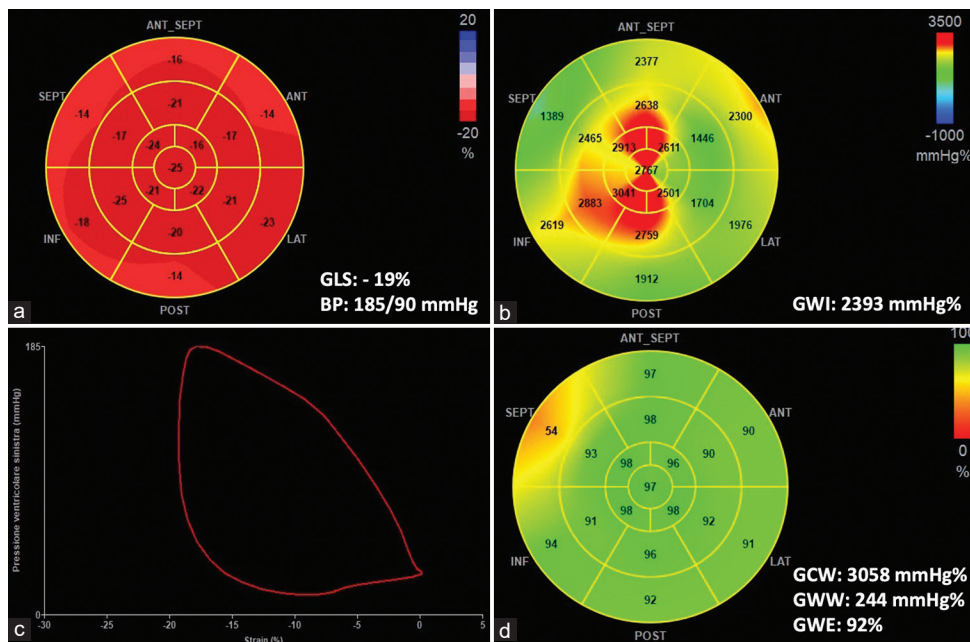 ANT_SEPT
20
-16
SEPT
ANT
-14
-21
-14
-17
-17
-24
-16
-20
%
-25
-21
-22
-25
-21
-18
-20
-23
INF
LAT
-14
GLS: - 19%
BP: 185/90 mmHg
a
POST
ANT_SEPT
3500
2377
SEPT
ANT
1389
2638
2300
2465
1446
2913
2611
-1000
mmHg%
2767
3041
2501
2883
1704
2619
2759
1976
INF
LAT
1912
GWI: 2393 mmHg%
b
POST
185
Pressione ventricolare sinistra (mmHg)
0
-30
-25
-20
-15
-10
-5
0
5
Strain (%)
c
ANT_SEPT
100
97
SEPT
ANT
54
98
90
93
90
98
96
0
%
97
98
98
91
92
94
96
91
INF
LAT
92
GCW: 3058 mmHg%
GWW: 244 mmHg%
GWE: 92%
d
POST